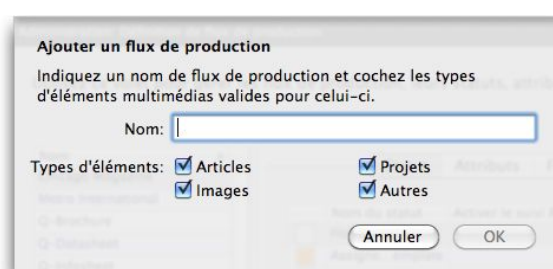 Ajouter un flux de production
Indiquez un nom de flux de production et cochez les types
d'éléments multimédias valides pour celui-ci.
Nom:
Types d'éléments: Articles Projets
Images Autres
Annuler OK